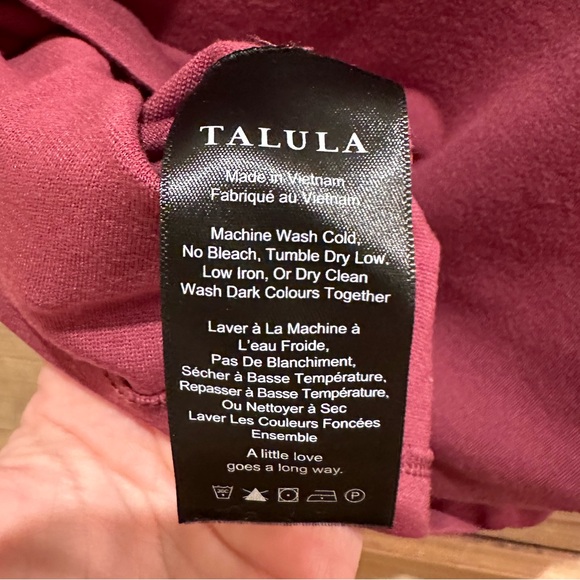 TALULA
Made in Vietnam
Fabriqué au Vietnam
Machine Wash Cold,
No Bleach, Tumble Dry Low,
Low Iron, Or Dry Clean
Wash Dark Colours Together
Laver à La Machine à
L'eau Froide,
Pas De Blanchiment,
Sécher à Basse Température,
Repasser à Basse Température,
Ou Nettoyer à Sec
Laver Les Couleurs Foncées
Ensemble
A little love
goes a long way.
P